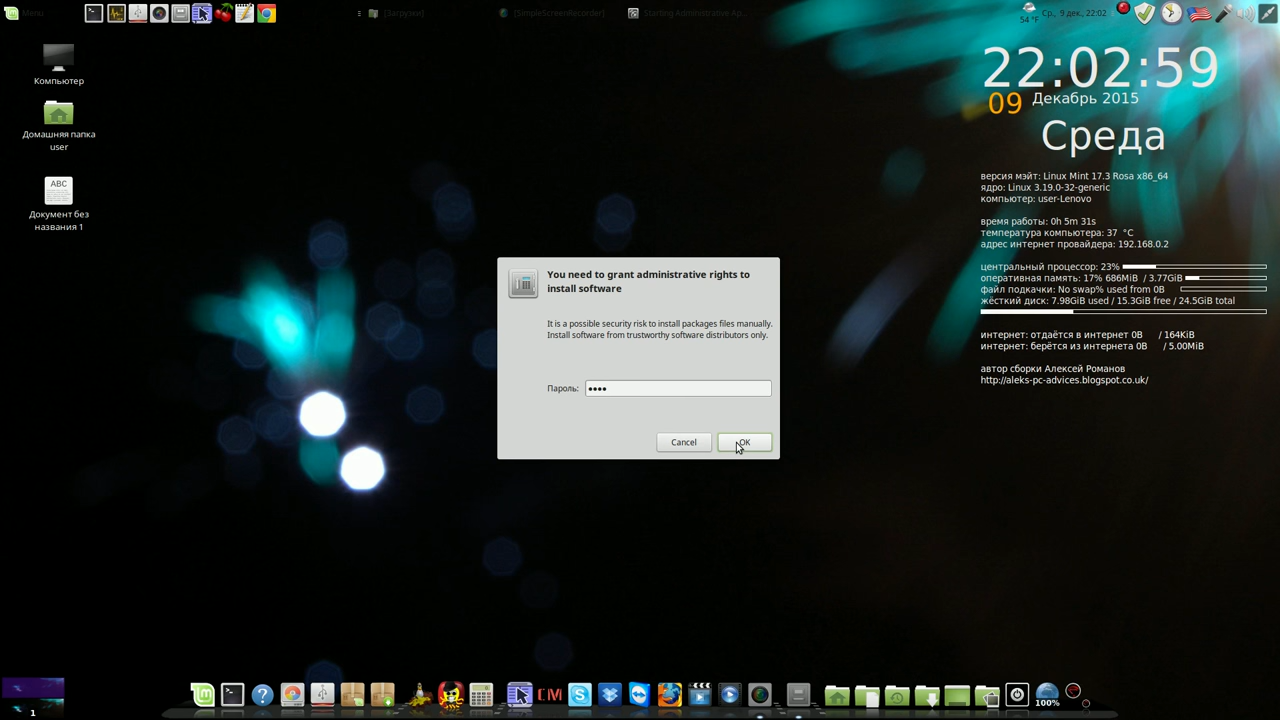 Menu
[Загрузки]
[SimpleScreenRecorder]
Starting Administrative Ap...
54 °F
Ср., 9 дек., 22:02
Компьютер
Домашняя папка
user
ABC
Документ без
названия 1
22:02:59
09 Декабрь 2015
Среда
версия мэйт: Linux Mint 17.3 Rosa x86_64
ядро: Linux 3.19.0-32-generic
компьютер: user-Lenovo
время работы: 0h 5m 31s
температура компьютера: 37 °C
адрес интернет провайдера: 192.168.0.2
центральный процессор: 23%
оперативная память: 17% 686MiB / 3.77GiB
файл подкачки: No swap% used from 0B
жёсткий диск: 7.98GiB used / 15.3GiB free / 24.5GiB total
интернет: отдаётся в интернет 0B / 164KiB
интернет: берётся из интернета 0B / 5.00MiB
автор сборки Алексей Романов
http://aleks-pc-advices.blogspot.co.uk/
You need to grant administrative rights to
install software
It is a possible security risk to install packages files manually.
Install software from trustworthy software distributors only.
Пароль: ••••
Cancel
OK
CM
100%
1